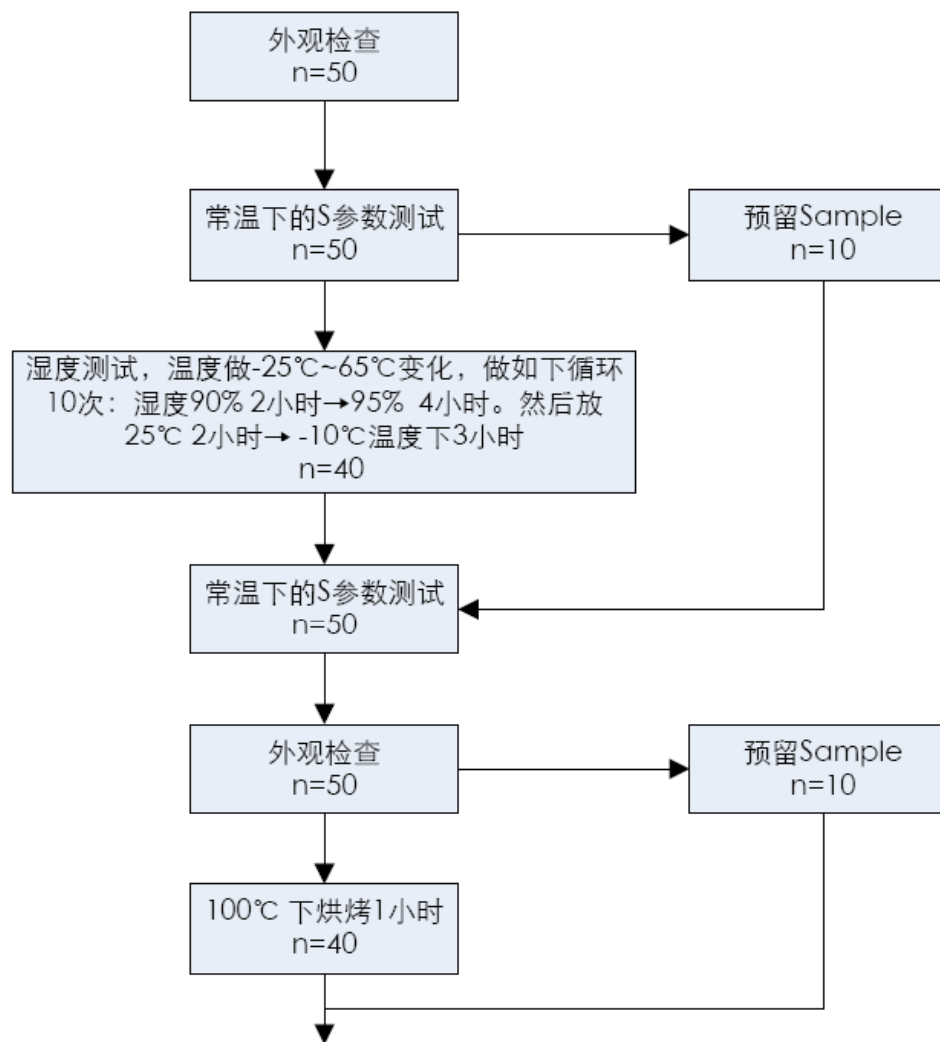 外观检查
n=50
常温下的S参数测试
n=50
预留Sample
n=10
湿度测试，温度做-25℃~65℃变化，做如下循环
10次：湿度90% 2小时→95%  4小时。然后放
25℃ 2小时→ -10℃温度下3小时
n=40
常温下的S参数测试
n=50
外观检查
n=50
预留Sample
n=10
100℃ 下烘烤1小时
n=40